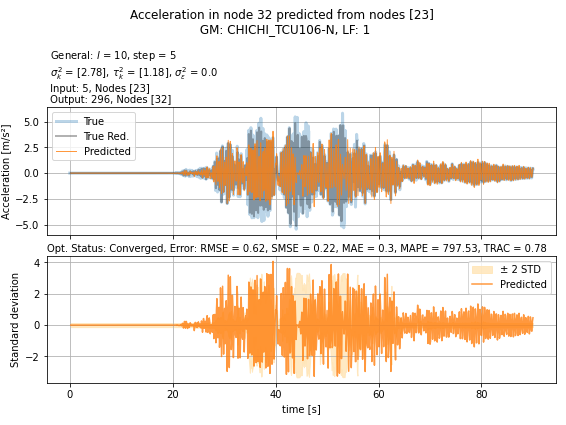 Acceleration in node 32 predicted from nodes [23]
GM: CHICHI_TCU106-N, LF: 1
General: l = 10, step = 5
σ²ₖ = [2.78], τ²ₖ = [1.18], σ²ₑ = 0.0
Input: 5, Nodes [23]
Output: 296, Nodes [32]
Acceleration [m/s²]
5.0
2.5
0.0
−2.5
−5.0
True
True Red.
Predicted
Opt. Status: Converged, Error: RMSE = 0.62, SMSE = 0.22, MAE = 0.3, MAPE = 797.53, TRAC = 0.78
Standard deviation
4
2
0
−2
± 2 STD
Predicted
0
20
40
60
80
time [s]